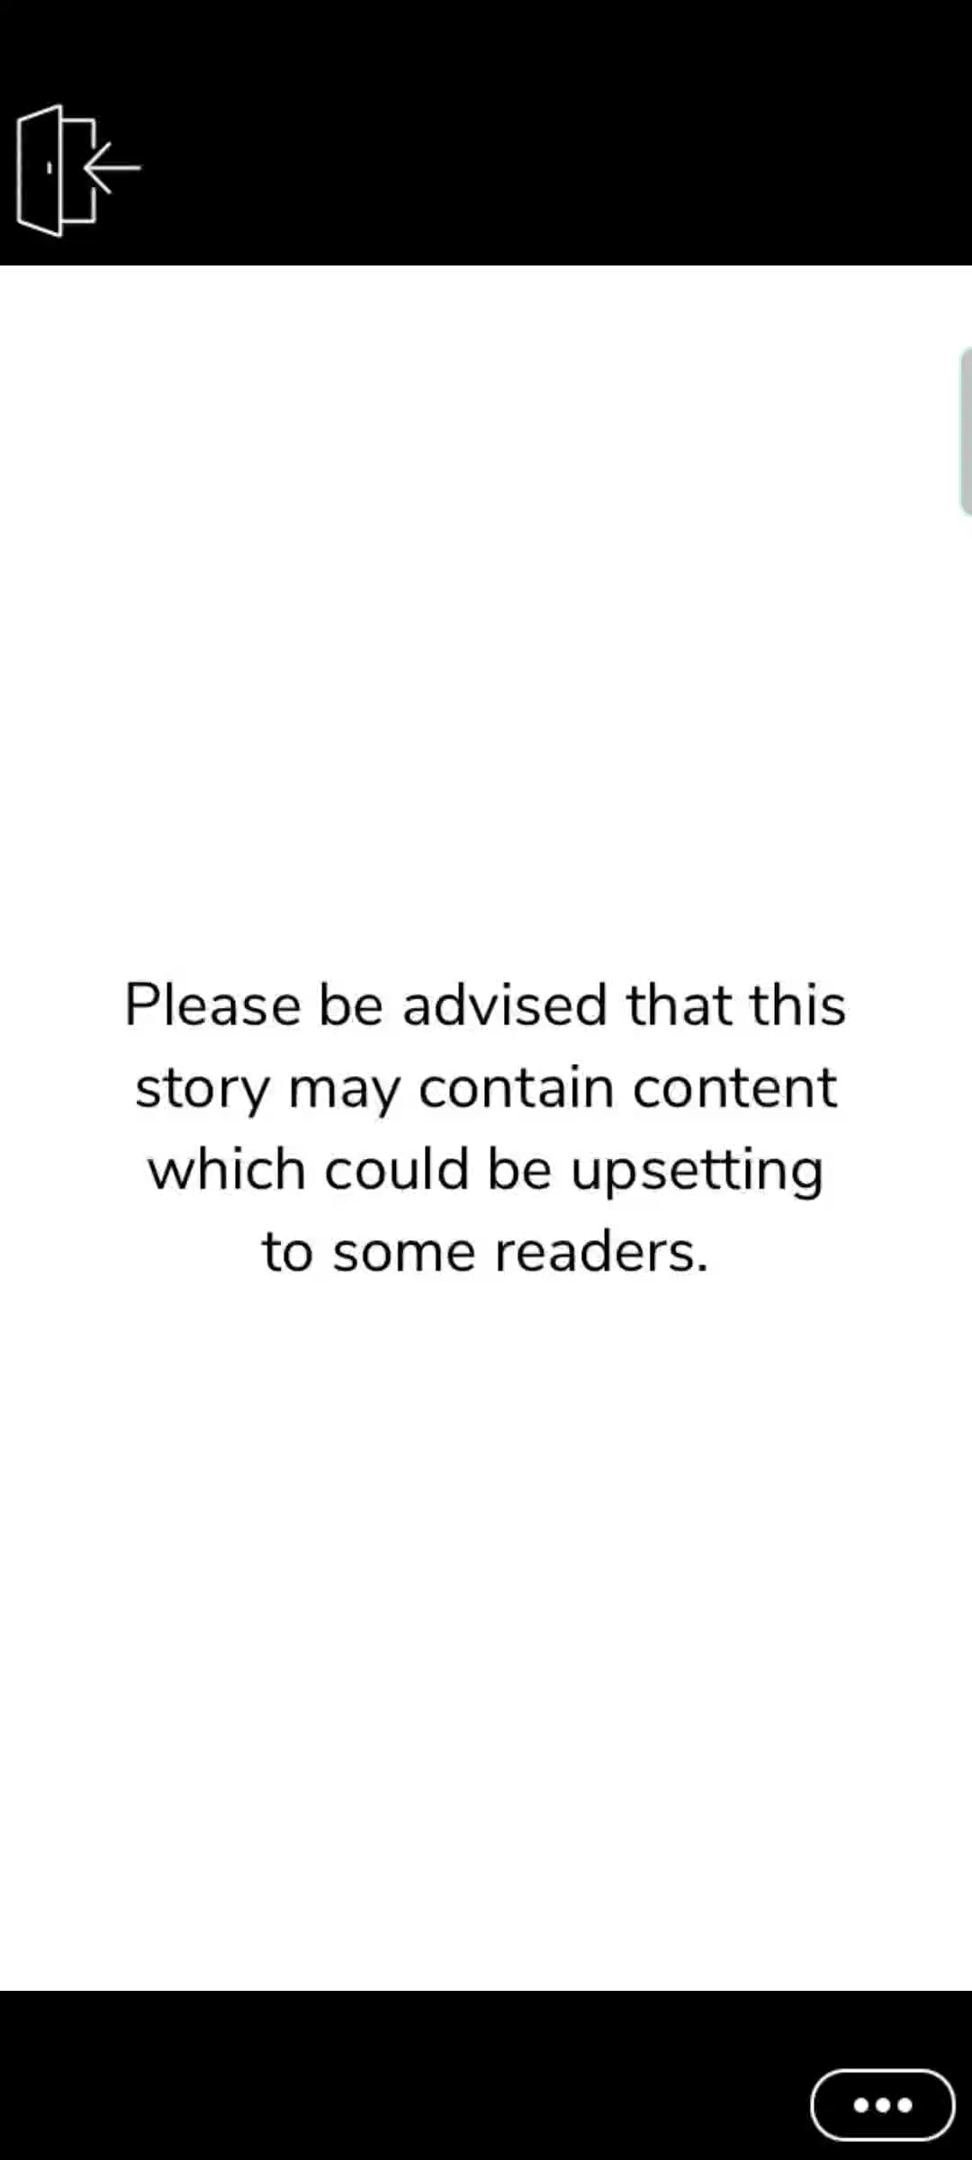 Please be advised that this
story may contain content
which could be upsetting
to some readers.